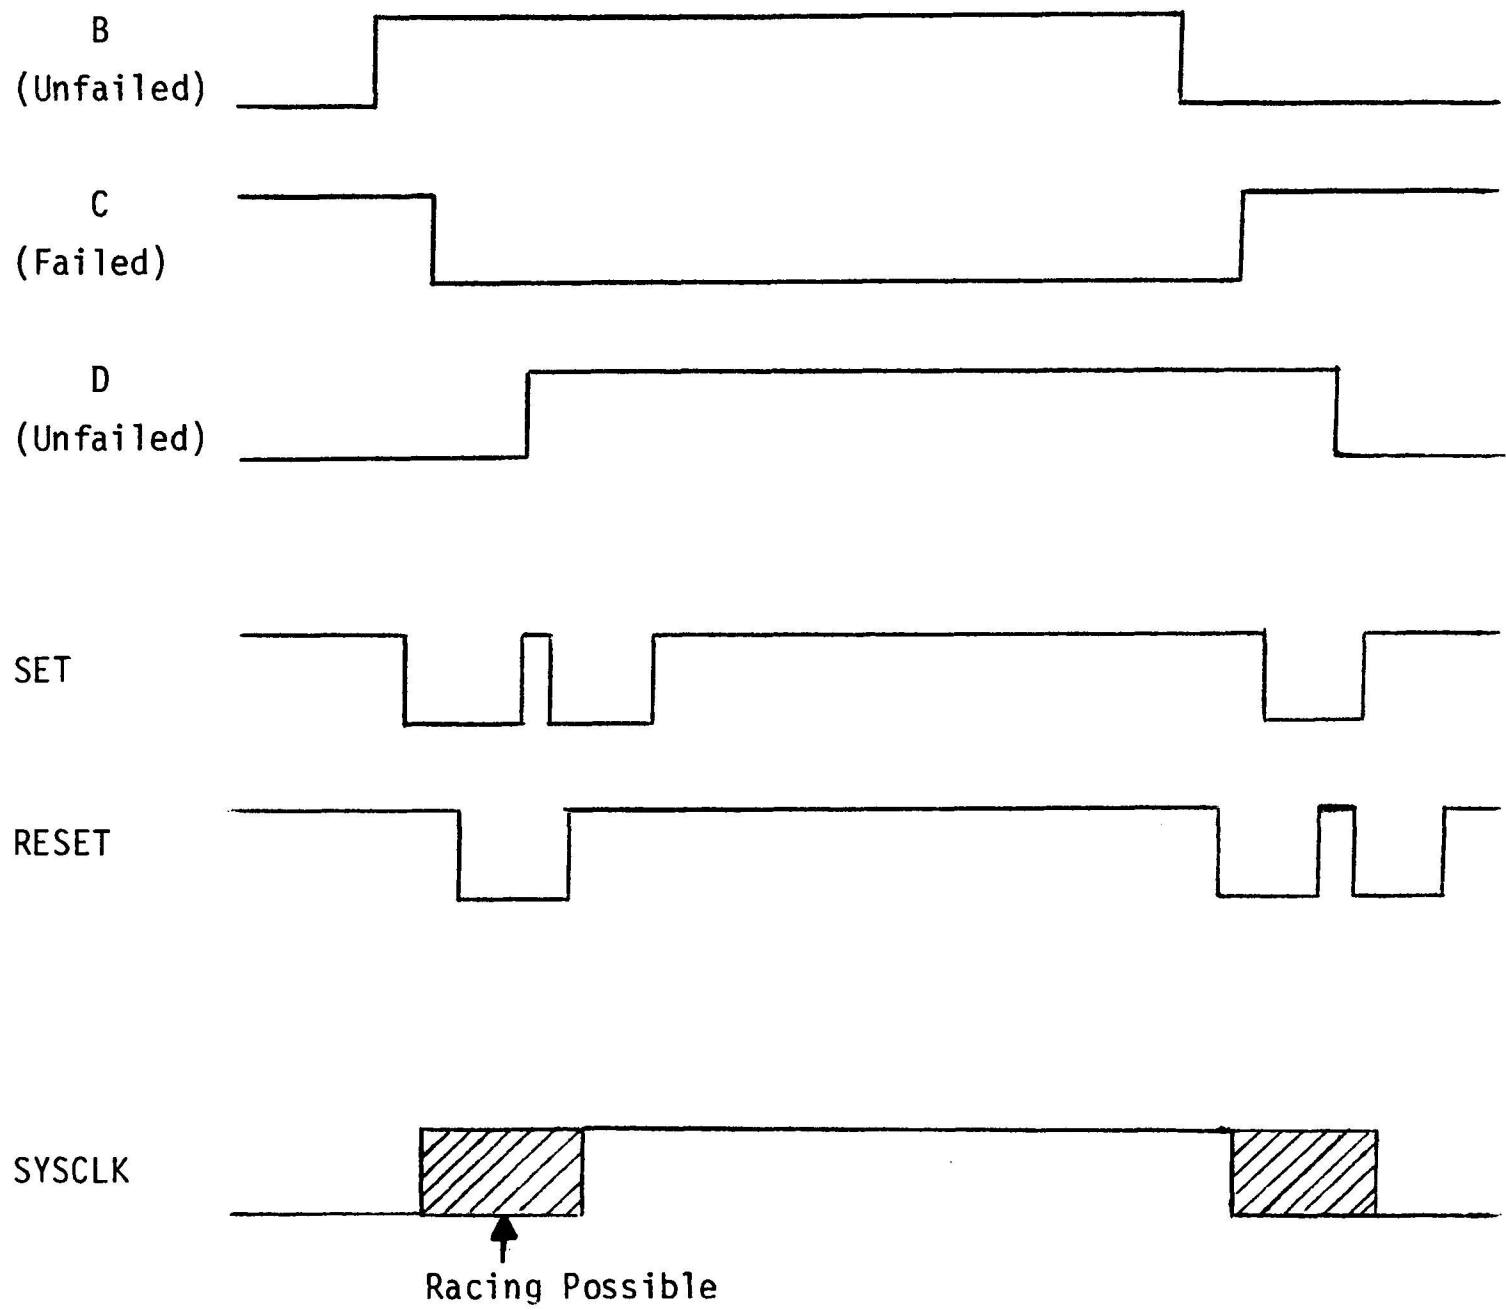 B
(Unfailed)
C
(Failed)
D
(Unfailed)
SET
RESET
SYSCLK
Racing Possible